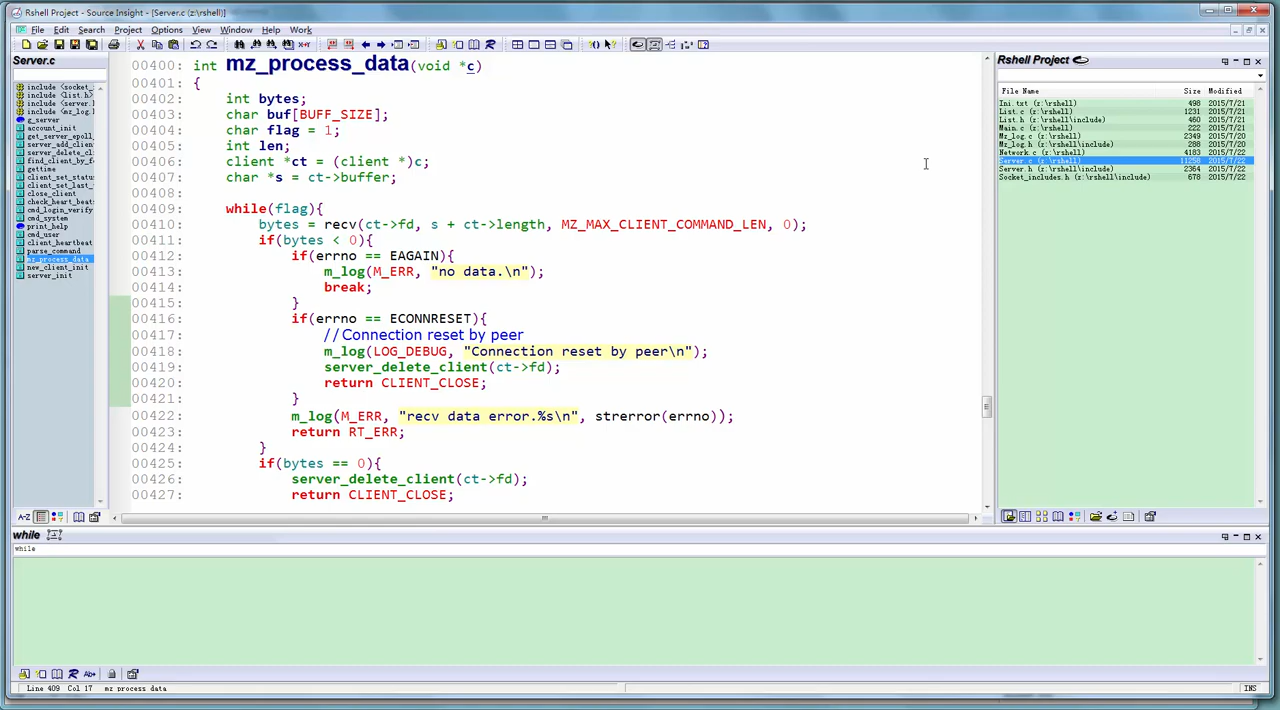 Rshell Project - Source Insight - [Server.c (z:\rshell)]
File Edit Search Project Options View Window Help Work
Server.c
include <socket_
include <list.h>
include <server.h
include <mz_log.h
g_server
account_init
get_server_epoll_
server_add_client
server_delete_cli
find_client_by_f
gettime
client_set_status
client_set_last_
close_client
check_heart_beats
cmd_login_verify
cmd_system
print_help
cmd_user
client_heartbeat
parse_command
mz_process_data
new_client_init
server_init
00400: int mz_process_data(void *c)
00401: {
00402: int bytes;
00403: char buf[BUFF_SIZE];
00404: char flag = 1;
00405: int len;
00406: client *ct = (client *)c;
00407: char *s = ct->buffer;
00408:
00409: while(flag){
00410: bytes = recv(ct->fd, s + ct->length, MZ_MAX_CLIENT_COMMAND_LEN, 0);
00411: if(bytes < 0){
00412: if(errno == EAGAIN){
00413: m_log(M_ERR, "no data.\n");
00414: break;
00415: }
00416: if(errno == ECONNRESET){
00417: //Connection reset by peer
00418: m_log(LOG_DEBUG, "Connection reset by peer\n");
00419: server_delete_client(ct->fd);
00420: return CLIENT_CLOSE;
00421: }
00422: m_log(M_ERR, "recv data error.%s\n", strerror(errno));
00423: return RT_ERR;
00424: }
00425: if(bytes == 0){
00426: server_delete_client(ct->fd);
00427: return CLIENT_CLOSE;
Rshell Project
File Name Size Modified
Ini.txt (z:\rshell) 498 2015/7/21
List.c (z:\rshell) 1231 2015/7/21
List.h (z:\rshell\include) 460 2015/7/21
Main.c (z:\rshell) 222 2015/7/21
Mz_log.c (z:\rshell) 2349 2015/7/20
Mz_log.h (z:\rshell\include) 288 2015/7/20
Network.c (z:\rshell) 4183 2015/7/22
Server.c (z:\rshell) 11258 2015/7/22
Server.h (z:\rshell\include) 2364 2015/7/22
Socket_includes.h (z:\rshell\include) 678 2015/7/22
A-Z
while
while
Line 409 Col 17 mz_process_data
INS